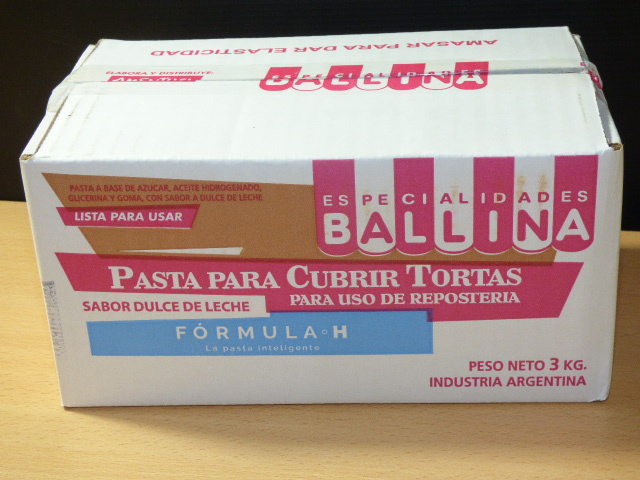 AMASAR PARA DAR ELASTICIDAD
ELABORA Y DISTRIBUYE:
ESPECIALIDADES
BALLINA
PASTA A BASE DE AZUCAR, ACEITE HIDROGENADO,
GLICERINA Y GOMA, CON SABOR A DULCE DE LECHE
LISTA PARA USAR
ESPECIALIDADES
BALLINA
PASTA PARA CUBRIR TORTAS
PARA USO DE REPOSTERIA
SABOR DULCE DE LECHE
FÓRMULA H
La pasta inteligente
PESO NETO 3 KG.
INDUSTRIA ARGENTINA